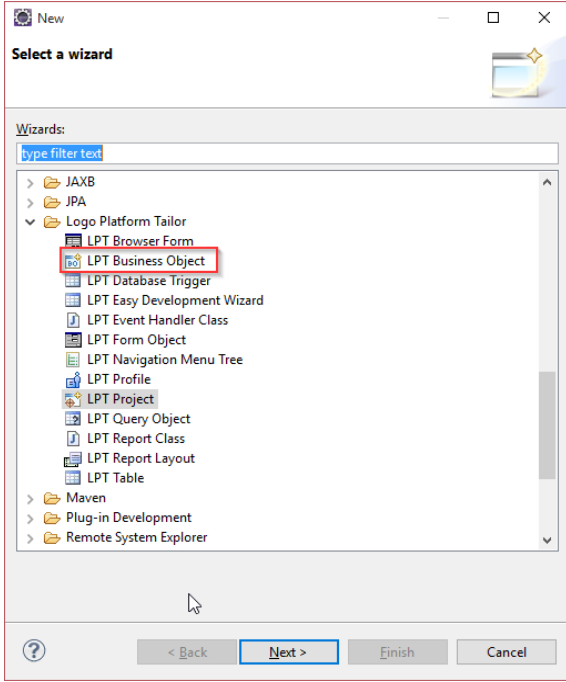 New
Select a wizard
Wizards:
type filter text
JAXB
JPA
Logo Platform Tailor
LPT Browser Form
LPT Business Object
LPT Database Trigger
LPT Easy Development Wizard
LPT Event Handler Class
LPT Form Object
LPT Navigation Menu Tree
LPT Profile
LPT Project
LPT Query Object
LPT Report Class
LPT Report Layout
LPT Table
Maven
Plug-in Development
Remote System Explorer
? < Back Next > Finish Cancel